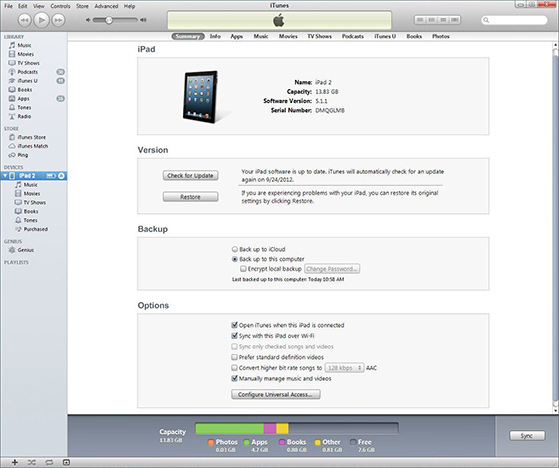 iTunes
File Edit View Controls Store Advanced Help
Summary Info Apps Music Movies TV Shows Podcasts iTunes U Books Photos
LIBRARY
Music
Movies
TV Shows
Podcasts
iTunes U
Books
Apps
Tones
Radio
STORE
iTunes Store
iTunes Match
Ping
DEVICES
iPad 2
Music
Movies
TV Shows
Books
Tones
Purchased
GENIUS
Genius
PLAYLISTS
iPad
Name: iPad 2
Capacity: 13.83 GB
Software Version: 5.1.1
Serial Number: DMQGLMB
Version
Check for Update
Your iPad software is up to date. iTunes will automatically check for an update
again on 9/24/2012.
Restore
If you are experiencing problems with your iPad, you can restore its original
settings by clicking Restore.
Backup
Back up to iCloud
Back up to this computer
Encrypt local backup Change Password...
Last backed up to this computer: Today 10:58 AM
Options
Open iTunes when this iPad is connected
Sync with this iPad over Wi-Fi
Sync only checked songs and videos
Prefer standard definition videos
Convert higher bit rate songs to 128 kbps AAC
Manually manage music and videos
Configure Universal Access...
Capacity
13.83 GB
Photos Apps Books Other Free
0.03 GB 4.7 GB 0.88 GB 0.81 GB 7.6 GB
Sync